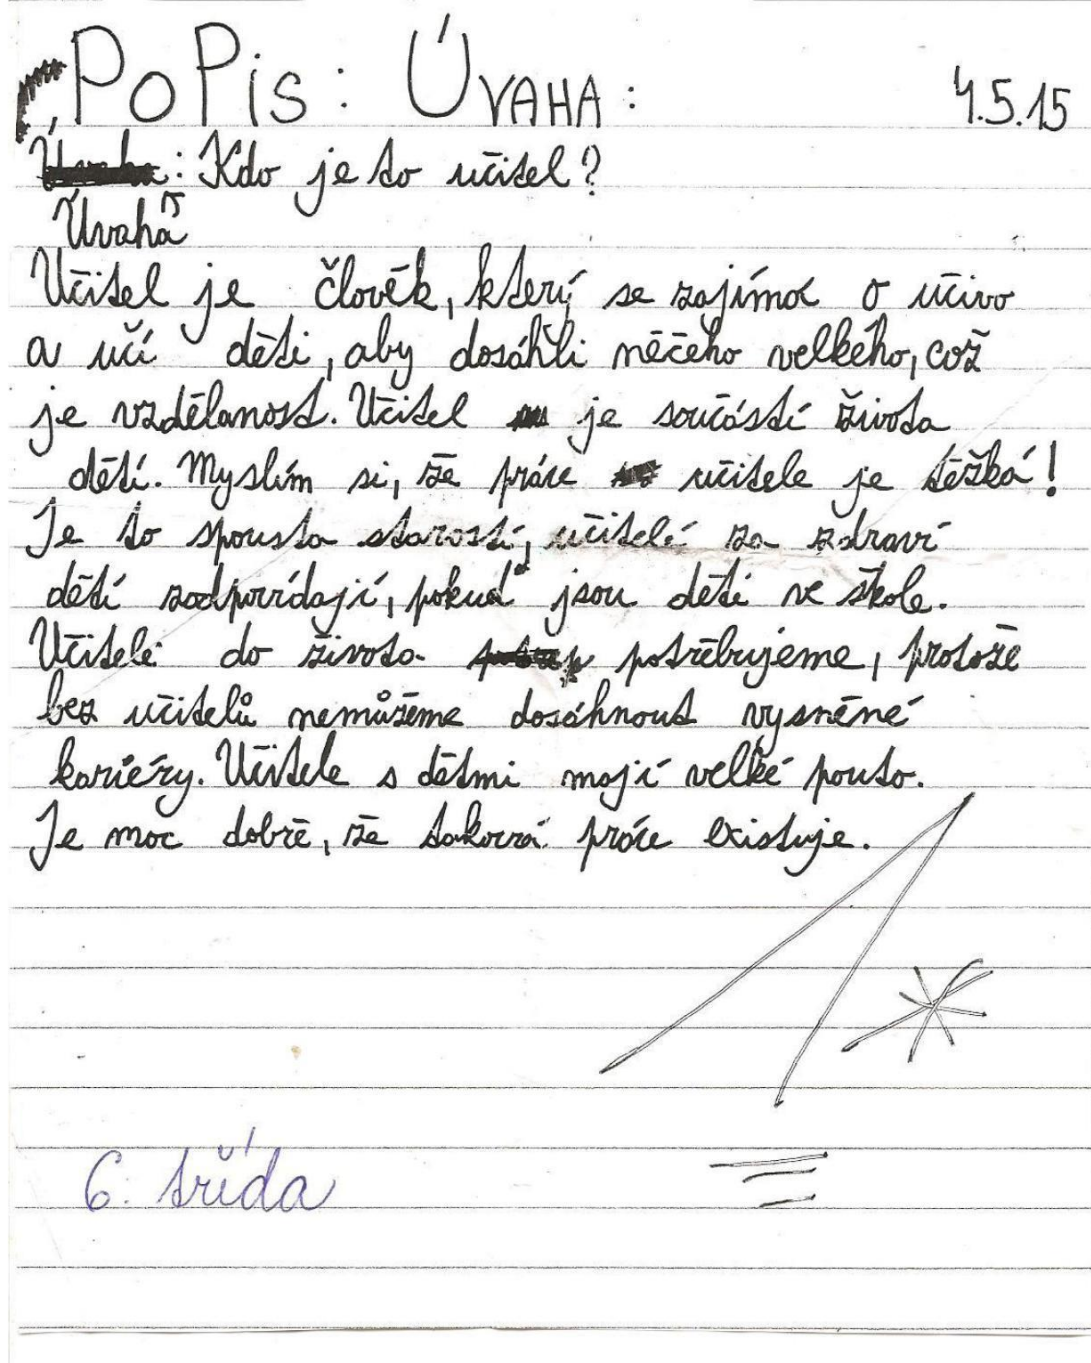 PoPis: ÚVAHA: 4.5.15
: Kdo je to učitel?
Úvaha
Učitel je člověk, který se zajímá o učivo
a učí děti, aby dosáhli něčeho velkého, což
je vzdělanost. Učitel je součástí života
dětí. Myslím si, že práce učitele je těžká!
Je to spousta starostí, učitelé za zdraví
dětí zodpovídají, pokud jsou děti ve škole.
Učitele do života potřebujeme, protože
bez učitelů nemůžeme dosáhnout vysněné
kariéry. Učitele s dětmi mají velké pouto.
Je moc dobře, že taková práce existuje.
1*
6. třída